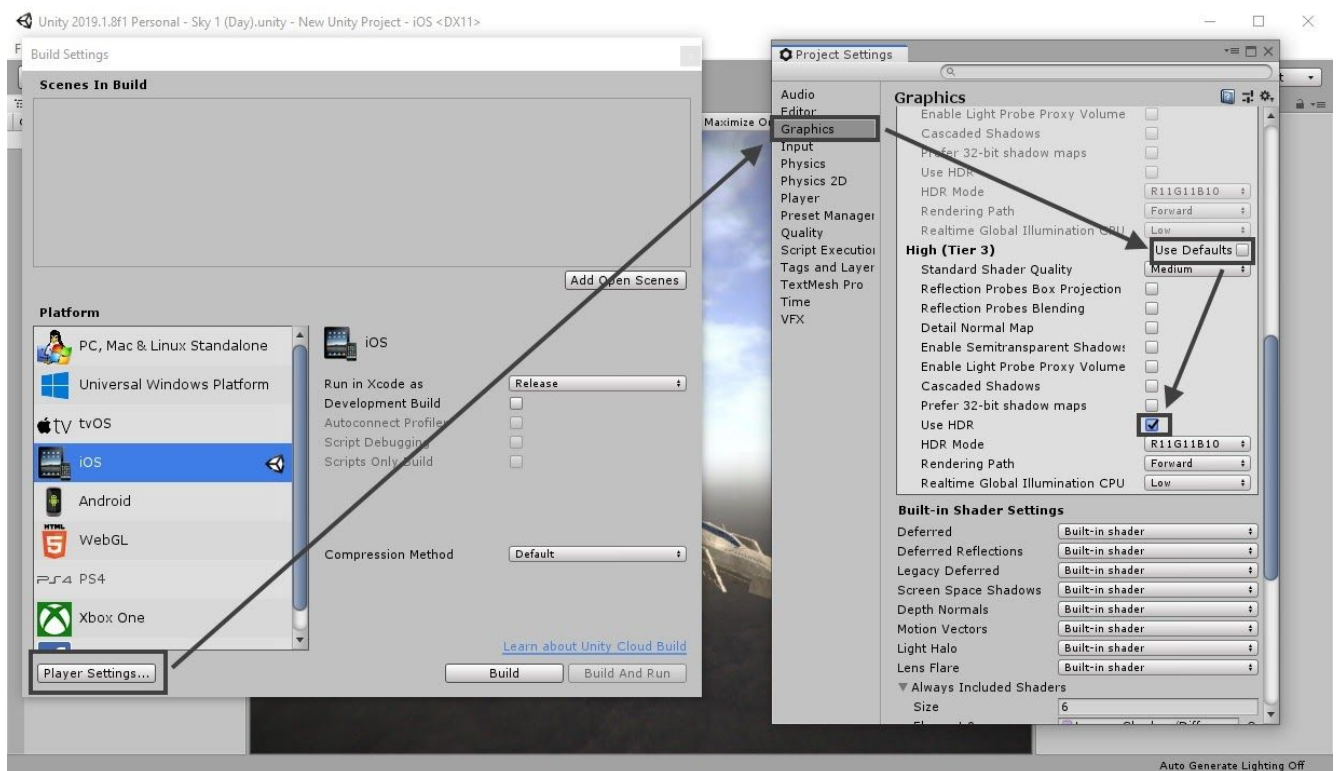 Unity 2019.1.8f1 Personal - Sky 1 (Day).unity - New Unity Project - iOS <DX11>
Build Settings
Scenes In Build
Add Open Scenes
Platform
PC, Mac & Linux Standalone
Universal Windows Platform
tv tvOS
iOS
Android
HTML
5 WebGL
PS4 PS4
Xbox One
Player Settings...
iOS
Run in Xcode as Release
Development Build
Autoconnect Profiler
Script Debugging
Scripts Only Build
Compression Method Default
Learn about Unity Cloud Build
Build Build And Run
Maximize O
Project Settings
Audio
Editor
Graphics
Input
Physics
Physics 2D
Player
Preset Manager
Quality
Script Execution
Tags and Layer
TextMesh Pro
Time
VFX
Graphics
Enable Light Probe Proxy Volume
Cascaded Shadows
Prefer 32-bit shadow maps
Use HDR
HDR Mode R11G11B10
Rendering Path Forward
Realtime Global Illumination CPU Low
High (Tier 3) Use Defaults
Standard Shader Quality Medium
Reflection Probes Box Projection
Reflection Probes Blending
Detail Normal Map
Enable Semitransparent Shadows
Enable Light Probe Proxy Volume
Cascaded Shadows
Prefer 32-bit shadow maps
Use HDR
HDR Mode R11G11B10
Rendering Path Forward
Realtime Global Illumination CPU Low
Built-in Shader Settings
Deferred Built-in shader
Deferred Reflections Built-in shader
Legacy Deferred Built-in shader
Screen Space Shadows Built-in shader
Depth Normals Built-in shader
Motion Vectors Built-in shader
Light Halo Built-in shader
Lens Flare Built-in shader
Always Included Shaders
Size 6
Auto Generate Lighting Off